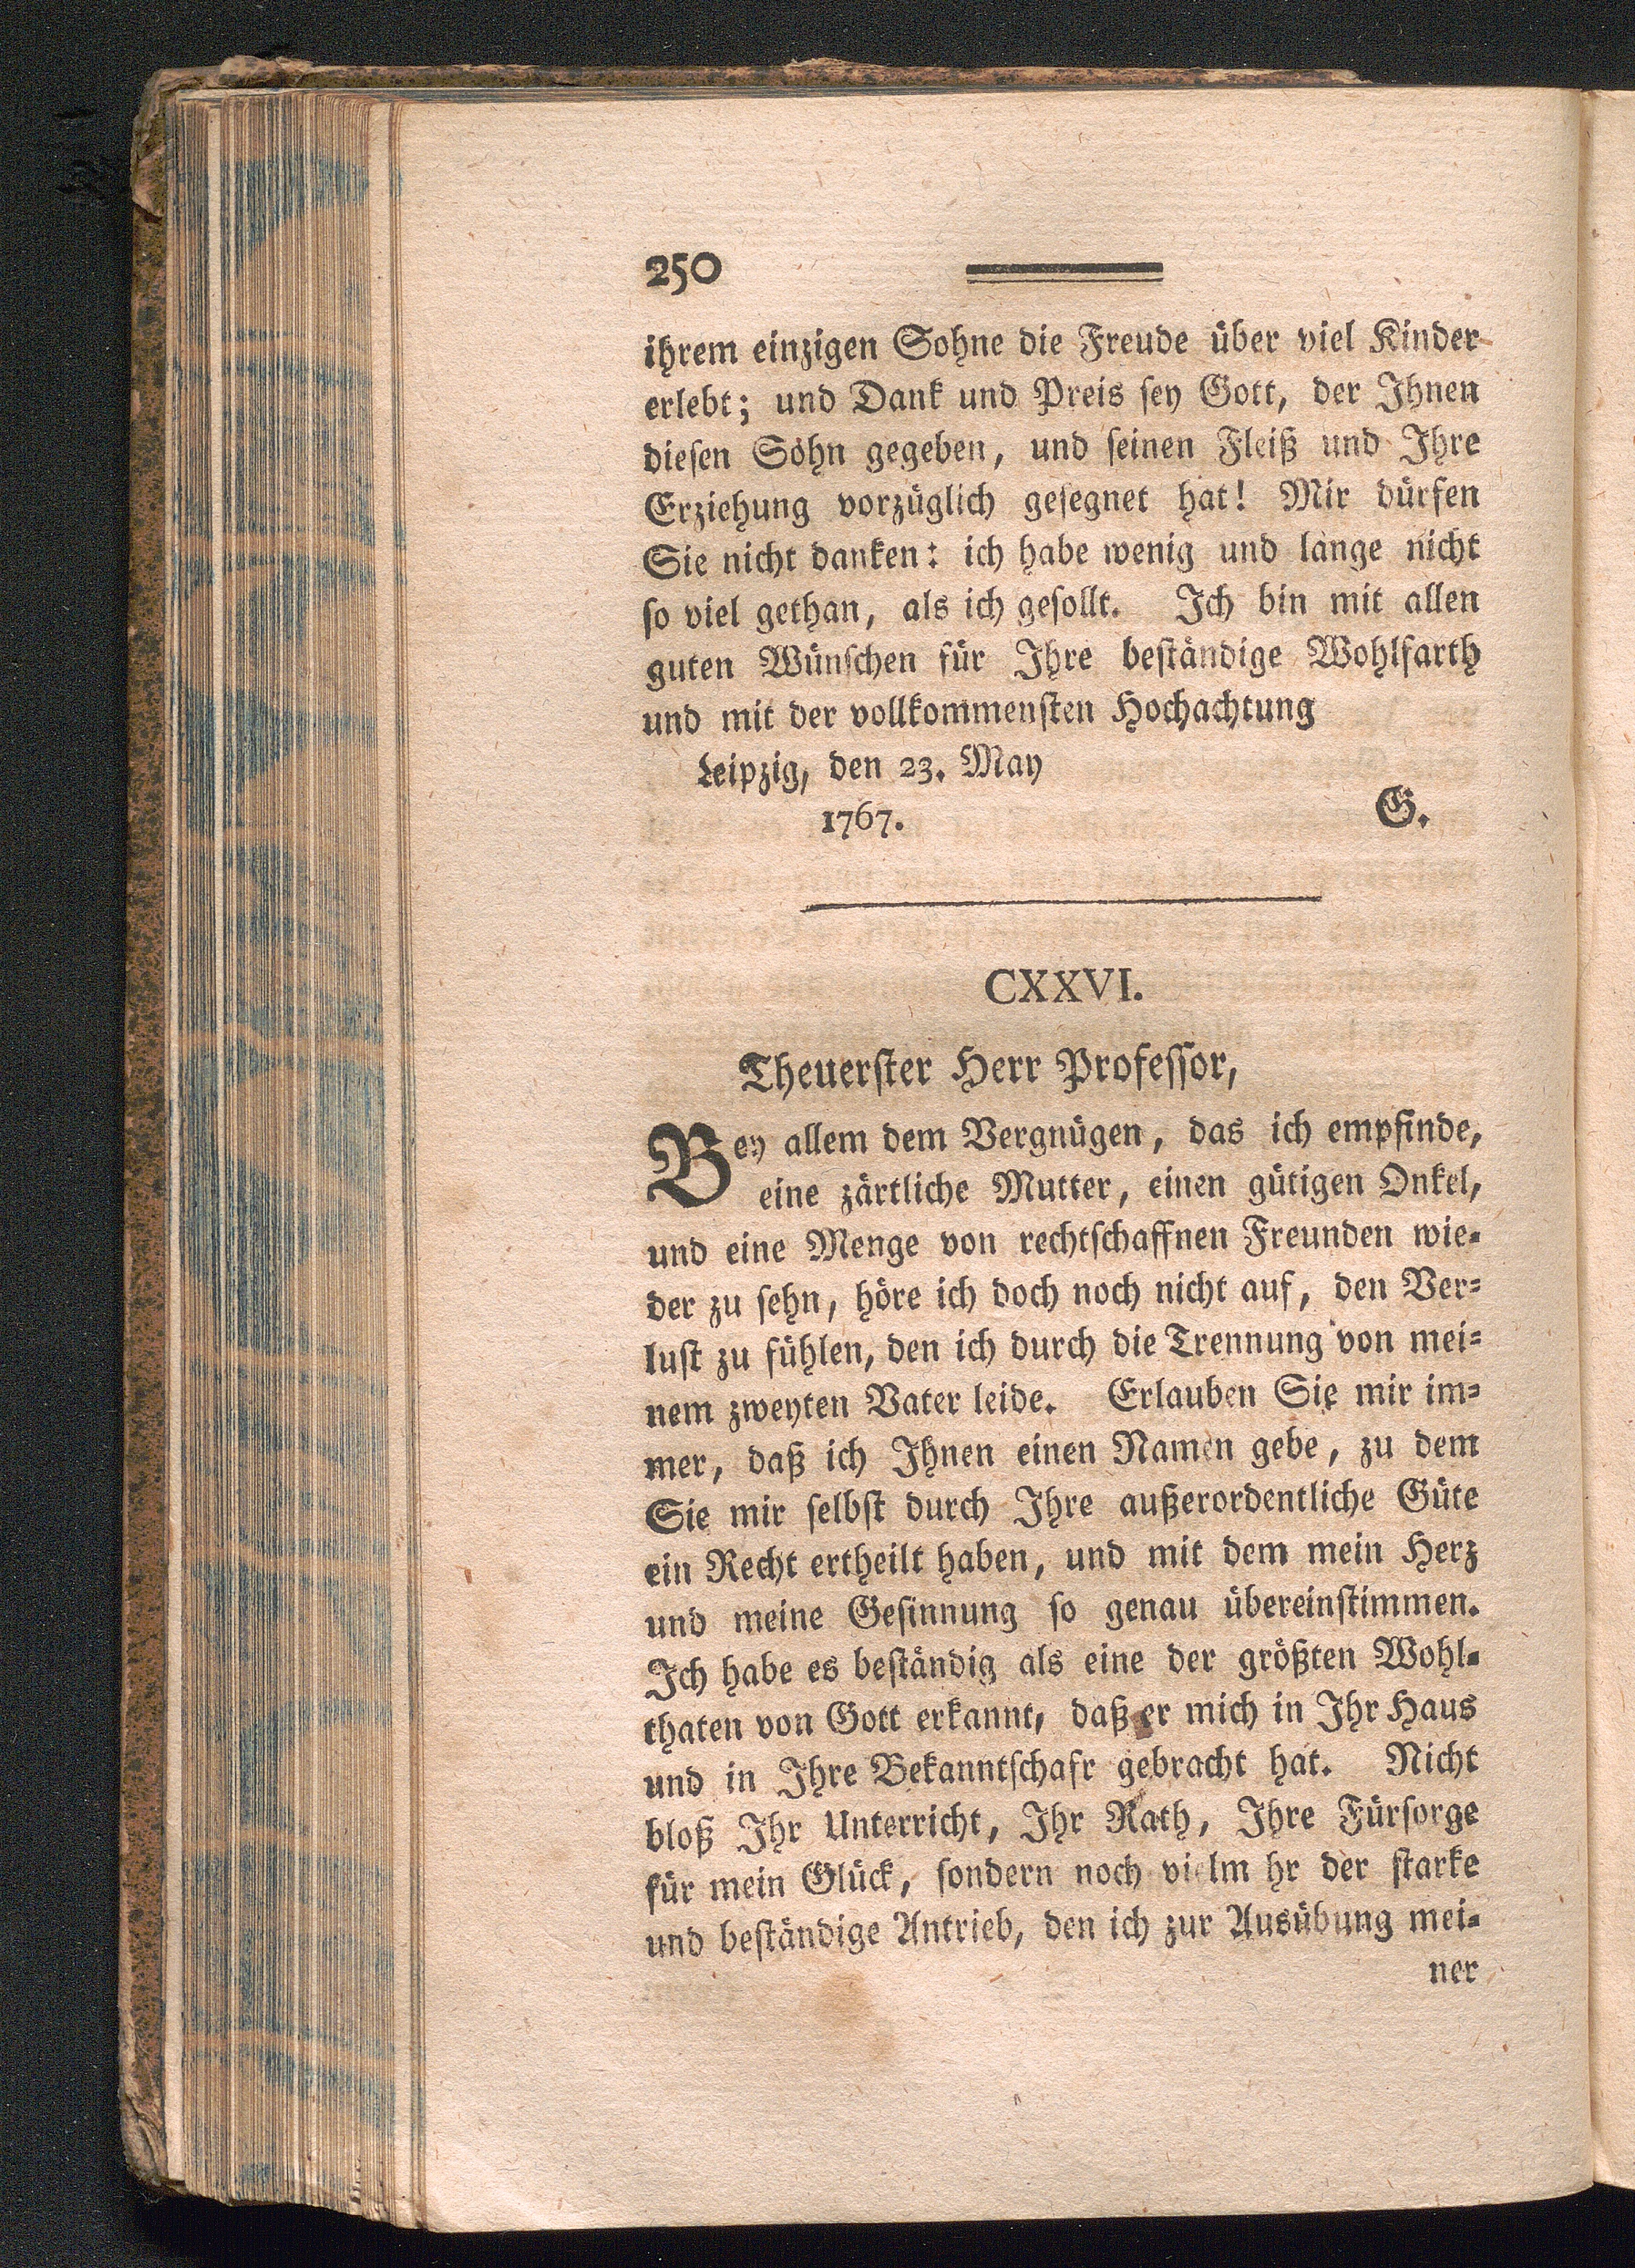 250
ihrem einzigen Sohne die Freude über viel Kinder
erlebt; und Dank und Preis ſey Gott, der Ihnen
dieſen Sohn gegeben, und ſeinen Fleiß und Ihre
Erziehung vorzüglich geſegnet hat! Mir dürfen
Sie nicht danken: ich habe wenig und lange nicht
ſo viel gethan, als ich geſollt. Ich bin mit allen
guten Wünſchen für Ihre beſtändige Wohlfarth
und mit der vollkommenſten Hochachtung
Leipzig, den 23. May
1767.
G.
CXXVI.
Theuerſter Herr Profeſſor,
Bey allem dem Vergnügen, das ich empfinde,
eine zärtliche Mutter, einen gütigen Onkel,
und eine Menge von rechtſchaffnen Freunden wie-
der zu ſehn, höre ich doch noch nicht auf, den Ver-
luſt zu fühlen, den ich durch die Trennung von mei-
nem zweyten Vater leide. Erlauben Sie mir im-
mer, daß ich Ihnen einen Namen gebe, zu dem
Sie mir ſelbſt durch Ihre außerordentliche Güte
ein Recht ertheilt haben, und mit dem mein Herz
und meine Geſinnung ſo genau übereinſtimmen.
Ich habe es beſtändig als eine der größten Wohl-
thaten von Gott erkannt, daß er mich in Ihr Haus
und in Ihre Bekanntſchafr gebracht hat. Nicht
bloß Ihr Unterricht, Ihr Rath, Ihre Fürſorge
für mein Glück, ſondern noch vielm hr der ſtarke
und beſtändige Antrieb, den ich zur Ausübung mei-
ner